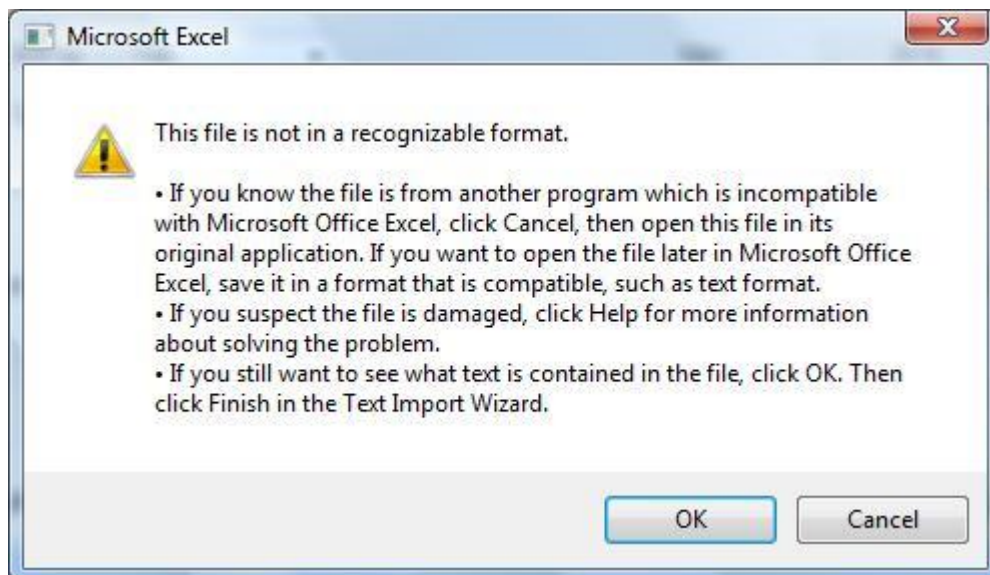 Microsoft Excel
This file is not in a recognizable format.
• If you know the file is from another program which is incompatible
with Microsoft Office Excel, click Cancel, then open this file in its
original application. If you want to open the file later in Microsoft Office
Excel, save it in a format that is compatible, such as text format.
• If you suspect the file is damaged, click Help for more information
about solving the problem.
• If you still want to see what text is contained in the file, click OK. Then
click Finish in the Text Import Wizard.
OK
Cancel